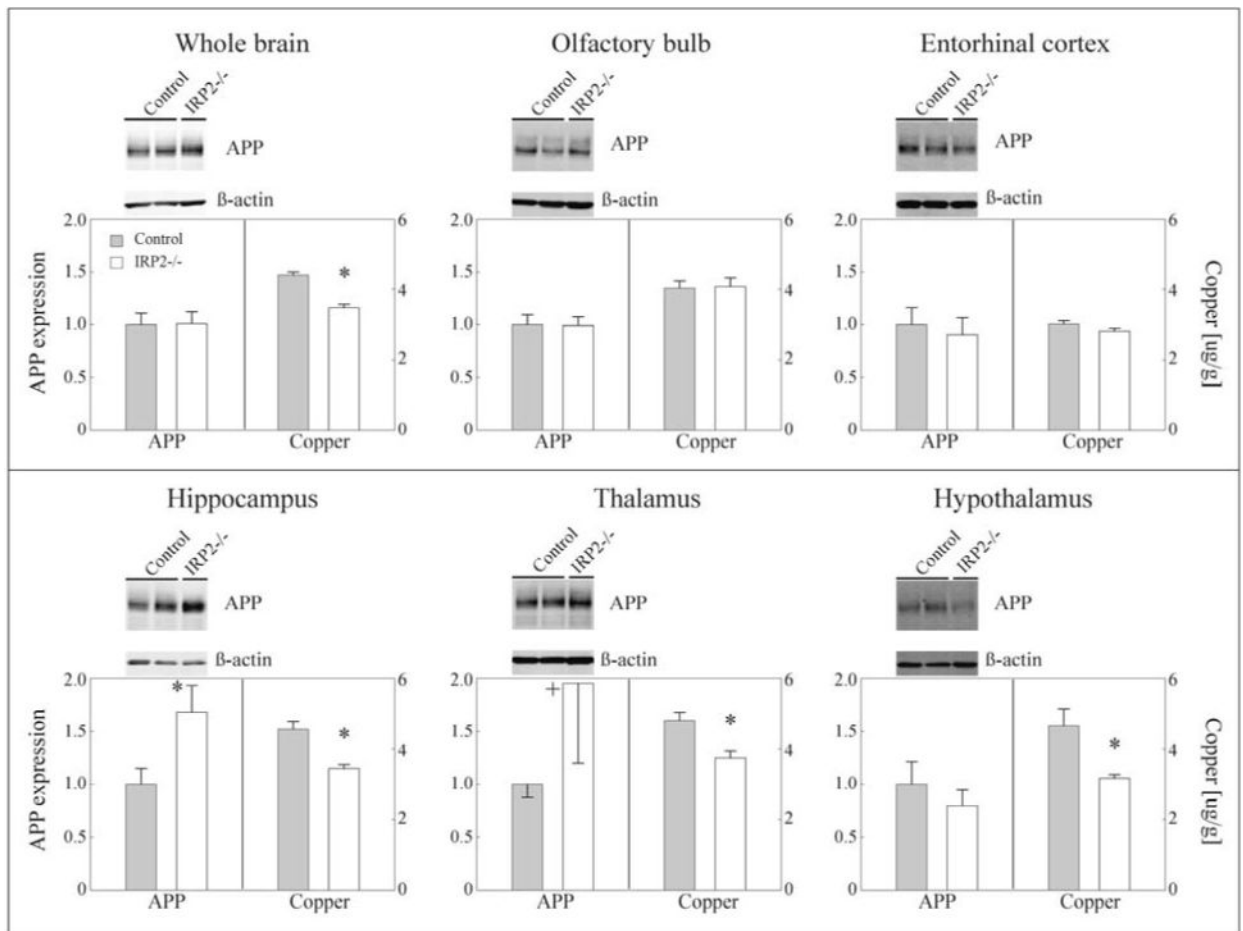 Whole brain
Control
IRP2-/-
APP
ß-actin
APP expression
2.0
1.5
1.0
0.5
0
Control
IRP2-/-
*
6
4
2
0
APP
Copper
Olfactory bulb
Control
IRP2-/-
APP
ß-actin
2.0
1.5
1.0
0.5
0
6
4
2
0
APP
Copper
Entorhinal cortex
Control
IRP2-/-
APP
ß-actin
2.0
1.5
1.0
0.5
0
6
4
2
0
Copper [ug/g]
APP
Copper
Hippocampus
Control
IRP2-/-
APP
ß-actin
APP expression
2.0
1.5
1.0
0.5
0
*
*
6
4
2
0
APP
Copper
Thalamus
Control
IRP2-/-
APP
ß-actin
2.0
1.5
1.0
0.5
0
+
*
6
4
2
0
APP
Copper
Hypothalamus
Control
IRP2-/-
APP
ß-actin
2.0
1.5
1.0
0.5
0
*
6
4
2
0
Copper [ug/g]
APP
Copper